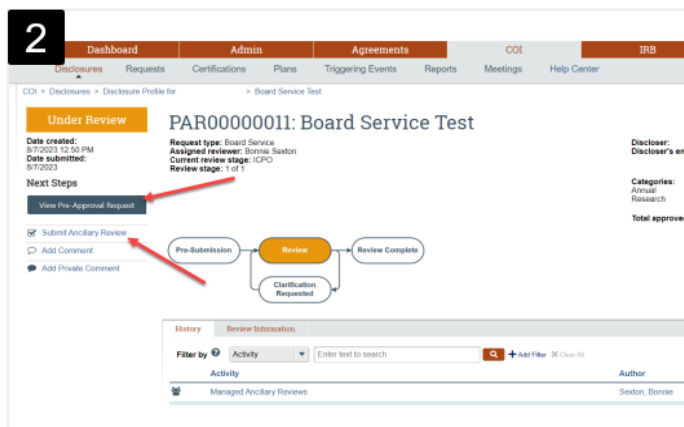 2
Dashboard Admin Agreements COI IRB
Disclosures Requests Certifications Plans Triggering Events Reports Meetings Help Center
COI > Disclosures > Disclosure Profile for > Board Service Test
Under Review
Date created:
8/7/2023 12:50 PM
Date submitted:
8/7/2023
Next Steps
View Pre-Approval Request
Submit Ancillary Review
Add Comment
Add Private Comment
PAR00000011: Board Service Test
Request type: Board Service
Assigned reviewer: Bonnie Sexton
Current review stage: ICPO
Review stage: 1 of 1
Discloser:
Discloser's em
Categories:
Annual
Research
Total approve
Pre-Submission Review Review Complete
Clarification
Requested
History Review Information
Filter by Activity Enter text to search Add Filter Clear All
Activity Author
Managed Ancillary Reviews Sexton, Bonnie